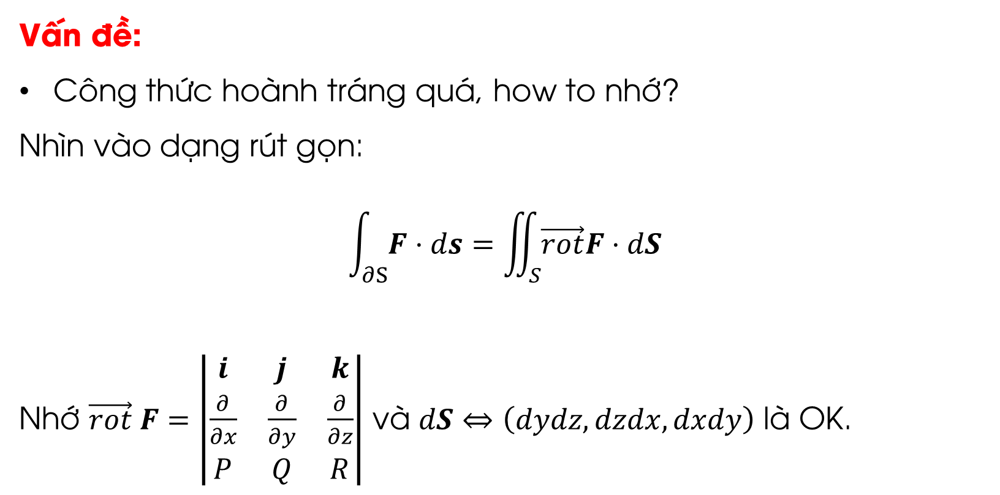 Vấn đề:
• Công thức hoành tráng quá, how to nhớ?
Nhìn vào dạng rút gọn:
$\int_{\partial S} \boldsymbol{F} \cdot d\boldsymbol{s} = \iint_{S} \overrightarrow{rot} \boldsymbol{F} \cdot d\boldsymbol{S}$
Nhớ $\overrightarrow{rot}\ \boldsymbol{F} = \begin{vmatrix} \boldsymbol{i} & \boldsymbol{j} & \boldsymbol{k} \\ \frac{\partial}{\partial x} & \frac{\partial}{\partial y} & \frac{\partial}{\partial z} \\ P & Q & R \end{vmatrix}$ và $d\boldsymbol{S} \Leftrightarrow (dydz, dzdx, dxdy)$ là OK.